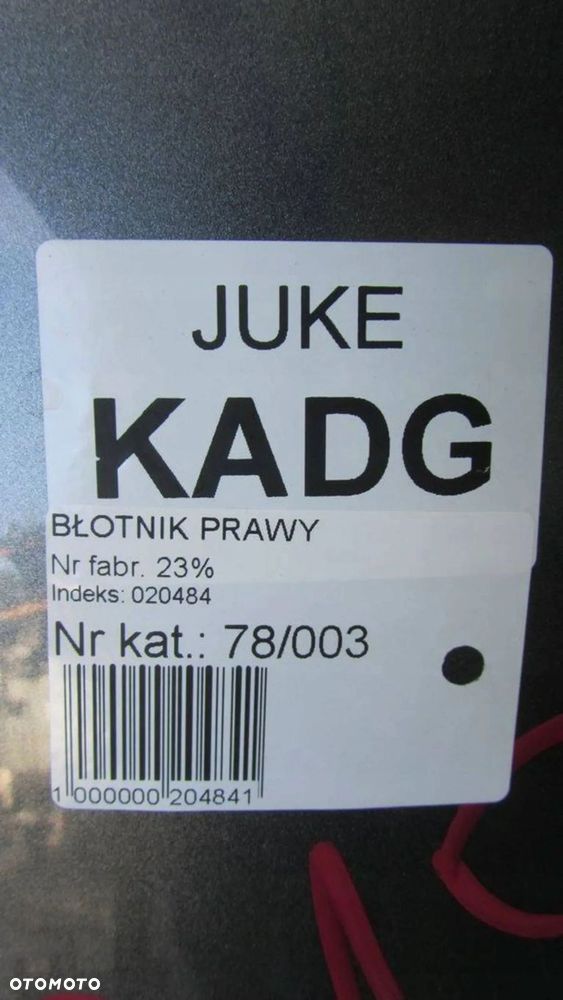 JUKE
KADG
BŁOTNIK PRAWY
Nr fabr. 23%
Indeks: 020484
Nr kat.: 78/003
1 000000 204841
OTOMOTO